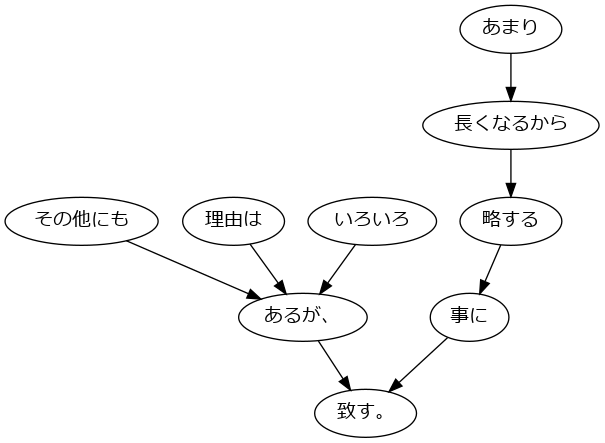 あまり
長くなるから
その他にも
理由は
いろいろ
略する
あるが、
事に
致す。